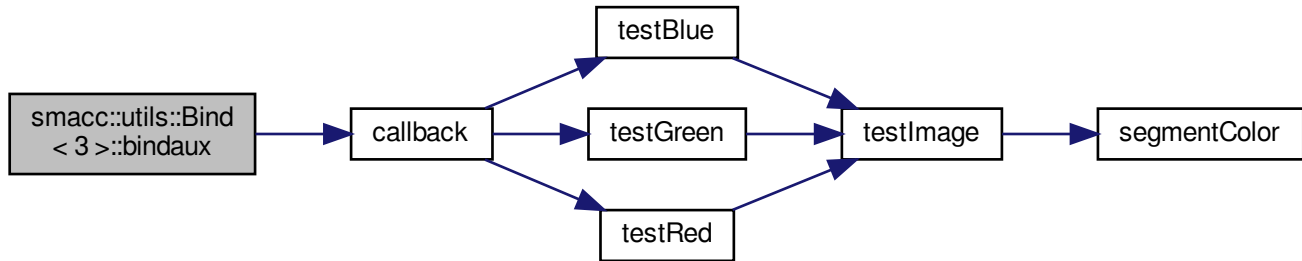 smacc::utils::Bind
< 3 >::bindaux
callback
testBlue
testGreen
testRed
testImage
segmentColor